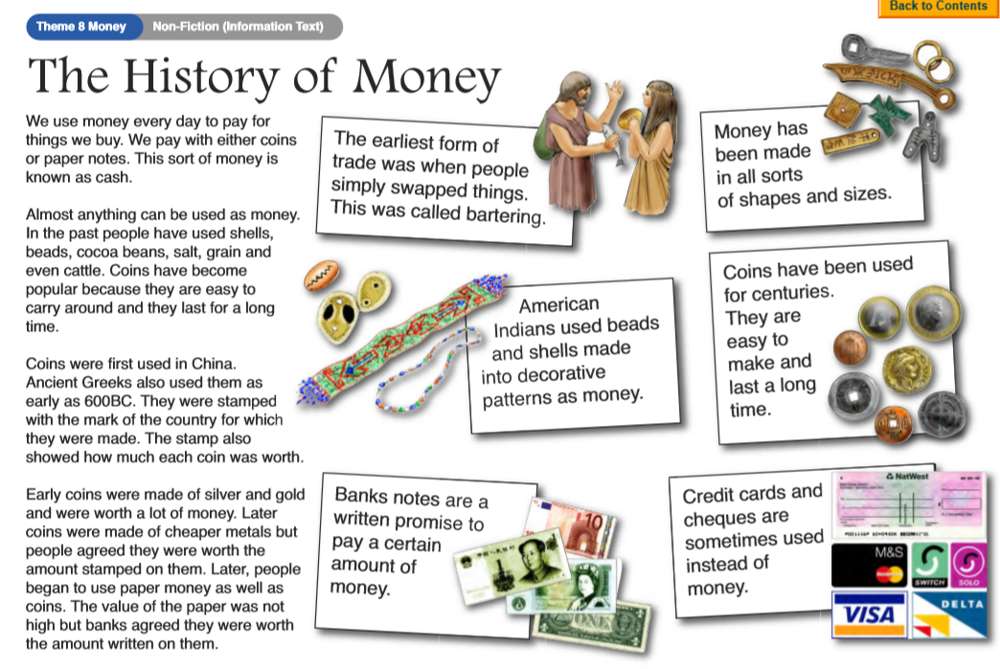 Back to Contents
Theme 8 Money
Non-Fiction (Information Text)
The History of Money
We use money every day to pay for
things we buy. We pay with either coins
or paper notes. This sort of money is
known as cash.
Almost anything can be used as money.
In the past people have used shells,
beads, cocoa beans, salt, grain and
even cattle. Coins have become
popular because they are easy to
carry around and they last for a long
time.
Coins were first used in China.
Ancient Greeks also used them as
early as 600BC. They were stamped
with the mark of the country for which
they were made. The stamp also
showed how much each coin was worth.
Early coins were made of silver and gold
and were worth a lot of money. Later
coins were made of cheaper metals but
people agreed they were worth the
amount stamped on them. Later, people
began to use paper money as well as
coins. The value of the paper was not
high but banks agreed they were worth
the amount written on them.
The earliest form of
trade was when people
simply swapped things.
This was called bartering.
Money has
been made
in all sorts
of shapes and sizes.
American
Indians used beads
and shells made
into decorative
patterns as money.
Coins have been used
for centuries.
They are
easy to
make and
last a long
time.
Banks notes are a
written promise to
pay a certain
amount of
money.
10
ONE
Credit cards and
cheques are
sometimes used
instead of
money.
NatWest
M&S
MasterCard
SWITCH
SOLO
VISA
DELTA